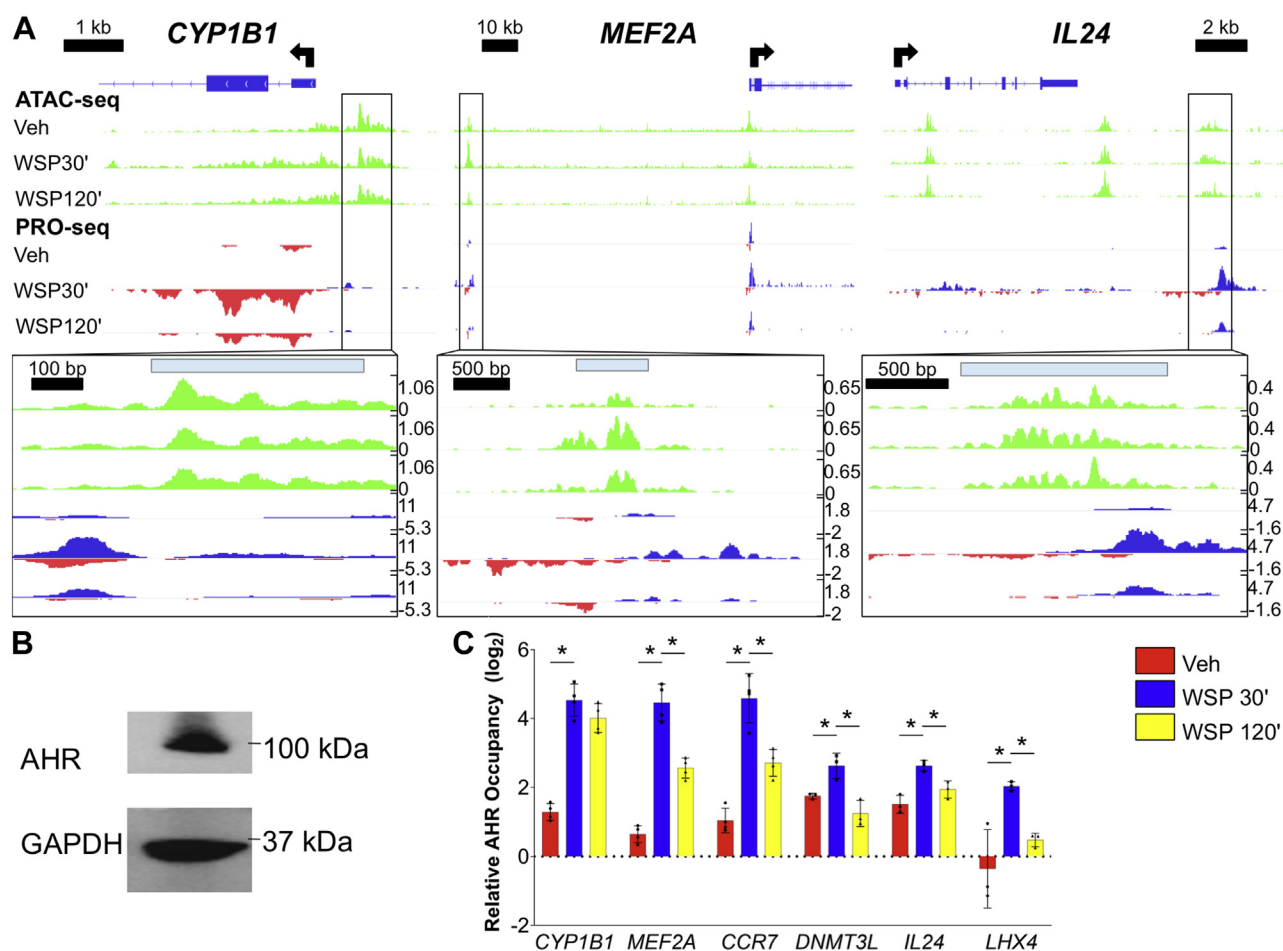 A 1 kb CYP1B1 10 kb MEF2A IL24 2 kb
ATAC-seq
Veh
WSP30'
WSP120'
PRO-seq
Veh
WSP30'
WSP120'
100 bp 500 bp 500 bp
1.06 0.65 0.4
0 0 0
1.06 0.65 0.4
0 0 0
1.06 0.65 0.4
0 0 0
11 1.8 4.7
-5.3 -2 -1.6
11 1.8 4.7
-5.3 -2 -1.6
11 1.8 4.7
-5.3 -2 -1.6
B
AHR 100 kDa
GAPDH 37 kDa
C
Relative AHR Occupancy (log2)
6
4
2
0
-2
* * * * * * * * * * *
CYP1B1 MEF2A CCR7 DNMT3L IL24 LHX4
Veh
WSP 30'
WSP 120'